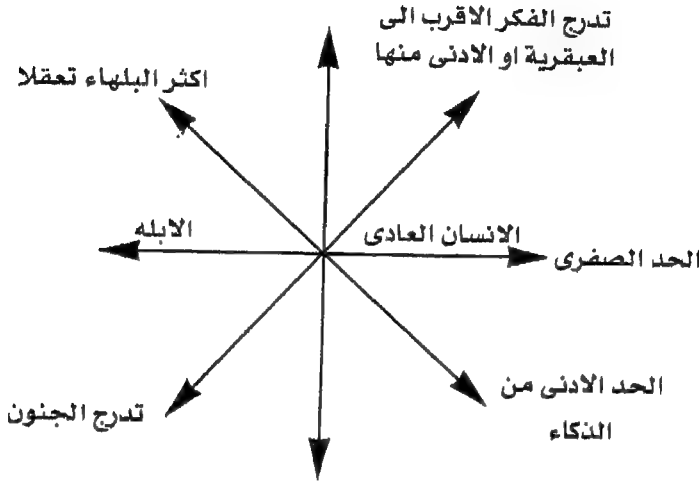 تدرج الفكر الاقرب الى
العبقرية او الادنى منها
اكثر البلهاء تعقلا
الانسان العادى
الابله
الحد الصفرى
الحد الادنى من
الذكاء
تدرج الجنون